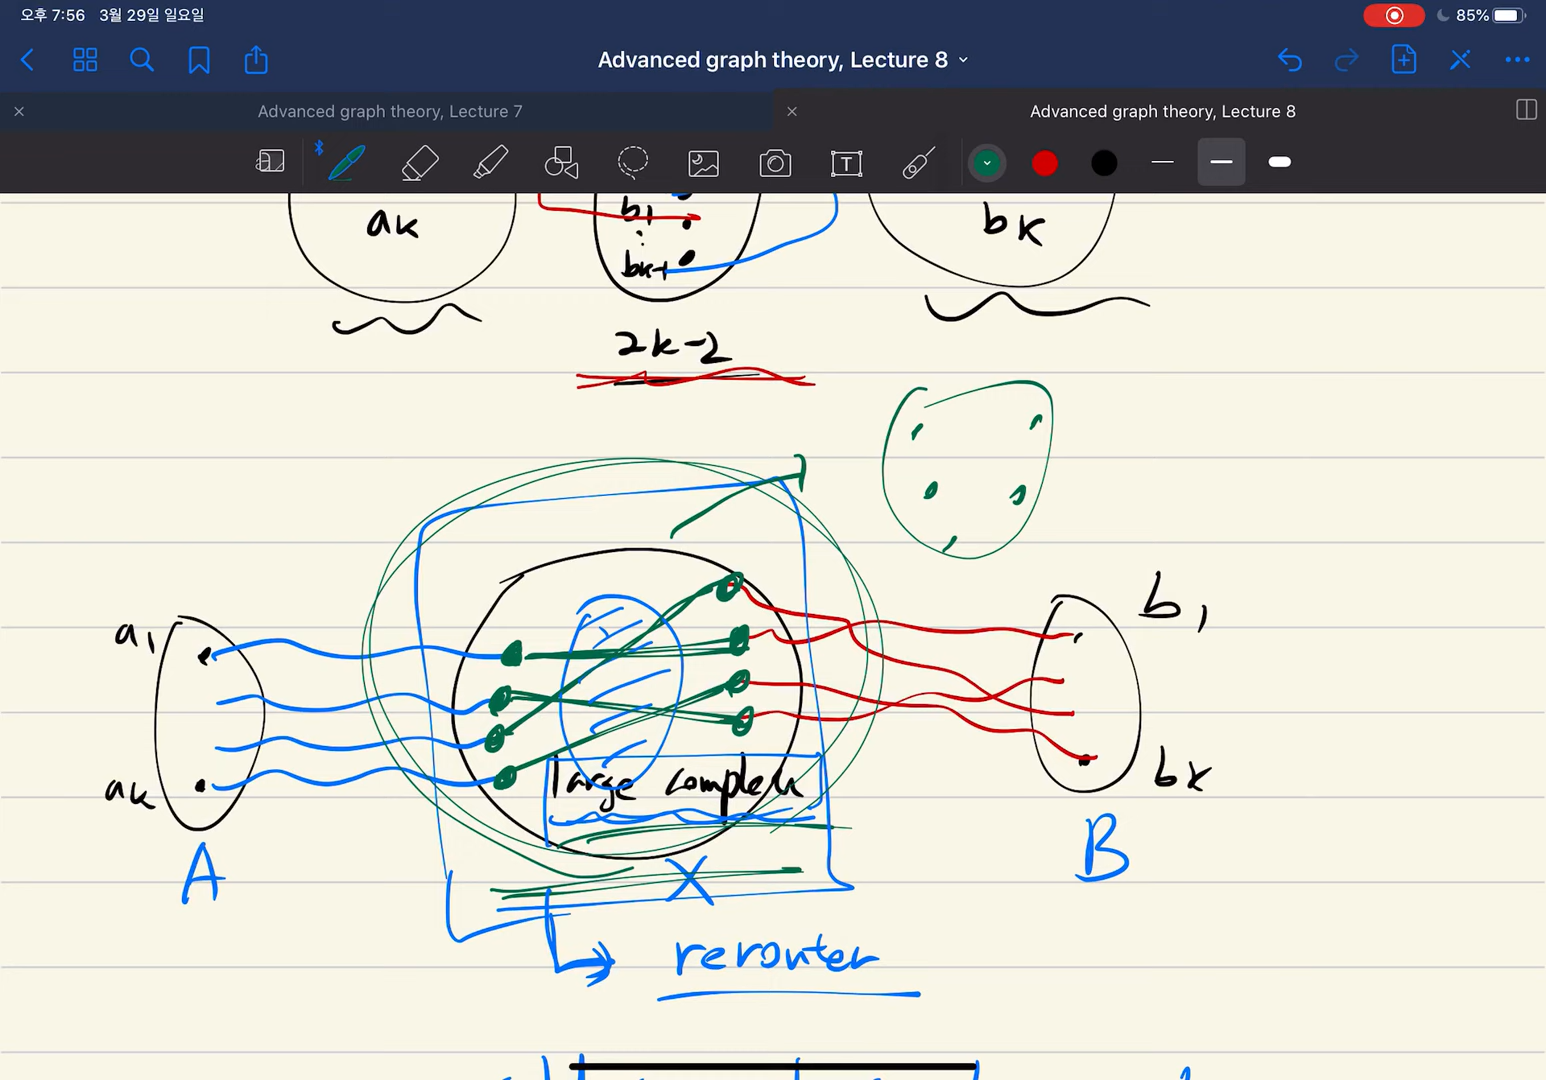 오후 7:56 3월 29일 일요일
85%
Advanced graph theory, Lecture 8
Advanced graph theory, Lecture 7
Advanced graph theory, Lecture 8
ak
b1
bk-1
bk
2k-2
a1
b1
large complete
ak
bk
A
X
B
rerouter